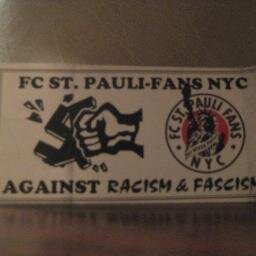 FC ST. PAULI-FANS NYC
FC ST. PAULI FANS
NYC
AGAINST RACISM & FASCISM